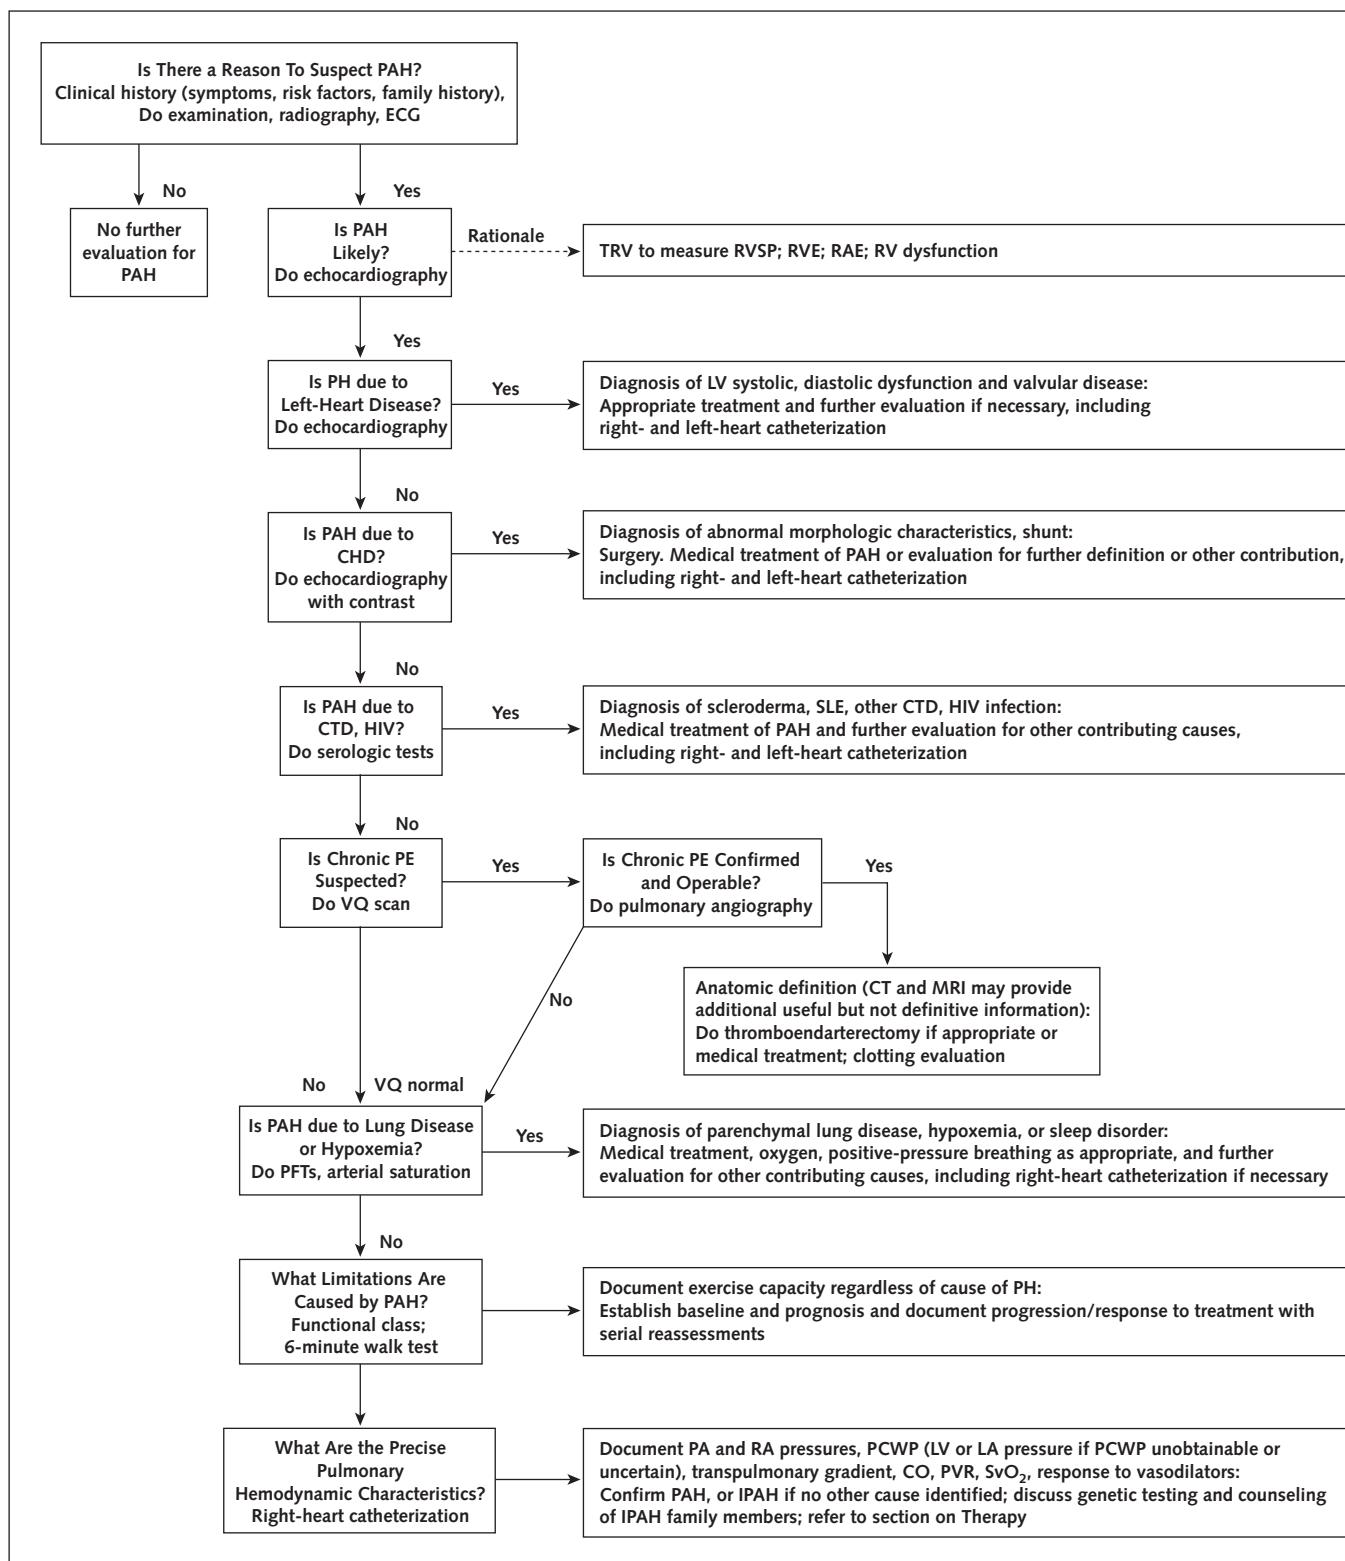 Is There a Reason To Suspect PAH?
Clinical history (symptoms, risk factors, family history),
Do examination, radiography, ECG
No
Yes
No further
evaluation for
PAH
Is PAH
Likely?
Do echocardiography
Rationale
TRV to measure RVSP; RVE; RAE; RV dysfunction
Yes
Is PH due to
Left-Heart Disease?
Do echocardiography
Yes
Diagnosis of LV systolic, diastolic dysfunction and valvular disease:
Appropriate treatment and further evaluation if necessary, including
right- and left-heart catheterization
No
Is PAH due to
CHD?
Do echocardiography
with contrast
Yes
Diagnosis of abnormal morphologic characteristics, shunt:
Surgery. Medical treatment of PAH or evaluation for further definition or other contribution,
including right- and left-heart catheterization
No
Is PAH due to
CTD, HIV?
Do serologic tests
Yes
Diagnosis of scleroderma, SLE, other CTD, HIV infection:
Medical treatment of PAH and further evaluation for other contributing causes,
including right- and left-heart catheterization
No
Is Chronic PE
Suspected?
Do VQ scan
Yes
Is Chronic PE Confirmed
and Operable?
Do pulmonary angiography
Yes
No
Anatomic definition (CT and MRI may provide
additional useful but not definitive information):
Do thromboendarterectomy if appropriate or
medical treatment; clotting evaluation
No
VQ normal
Is PAH due to Lung Disease
or Hypoxemia?
Do PFTs, arterial saturation
Yes
Diagnosis of parenchymal lung disease, hypoxemia, or sleep disorder:
Medical treatment, oxygen, positive-pressure breathing as appropriate, and further
evaluation for other contributing causes, including right-heart catheterization if necessary
No
What Limitations Are
Caused by PAH?
Functional class;
6-minute walk test
Document exercise capacity regardless of cause of PH:
Establish baseline and prognosis and document progression/response to treatment with
serial reassessments
What Are the Precise
Pulmonary
Hemodynamic Characteristics?
Right-heart catheterization
Document PA and RA pressures, PCWP (LV or LA pressure if PCWP unobtainable or
uncertain), transpulmonary gradient, CO, PVR, SvO2, response to vasodilators:
Confirm PAH, or IPAH if no other cause identified; discuss genetic testing and counseling
of IPAH family members; refer to section on Therapy